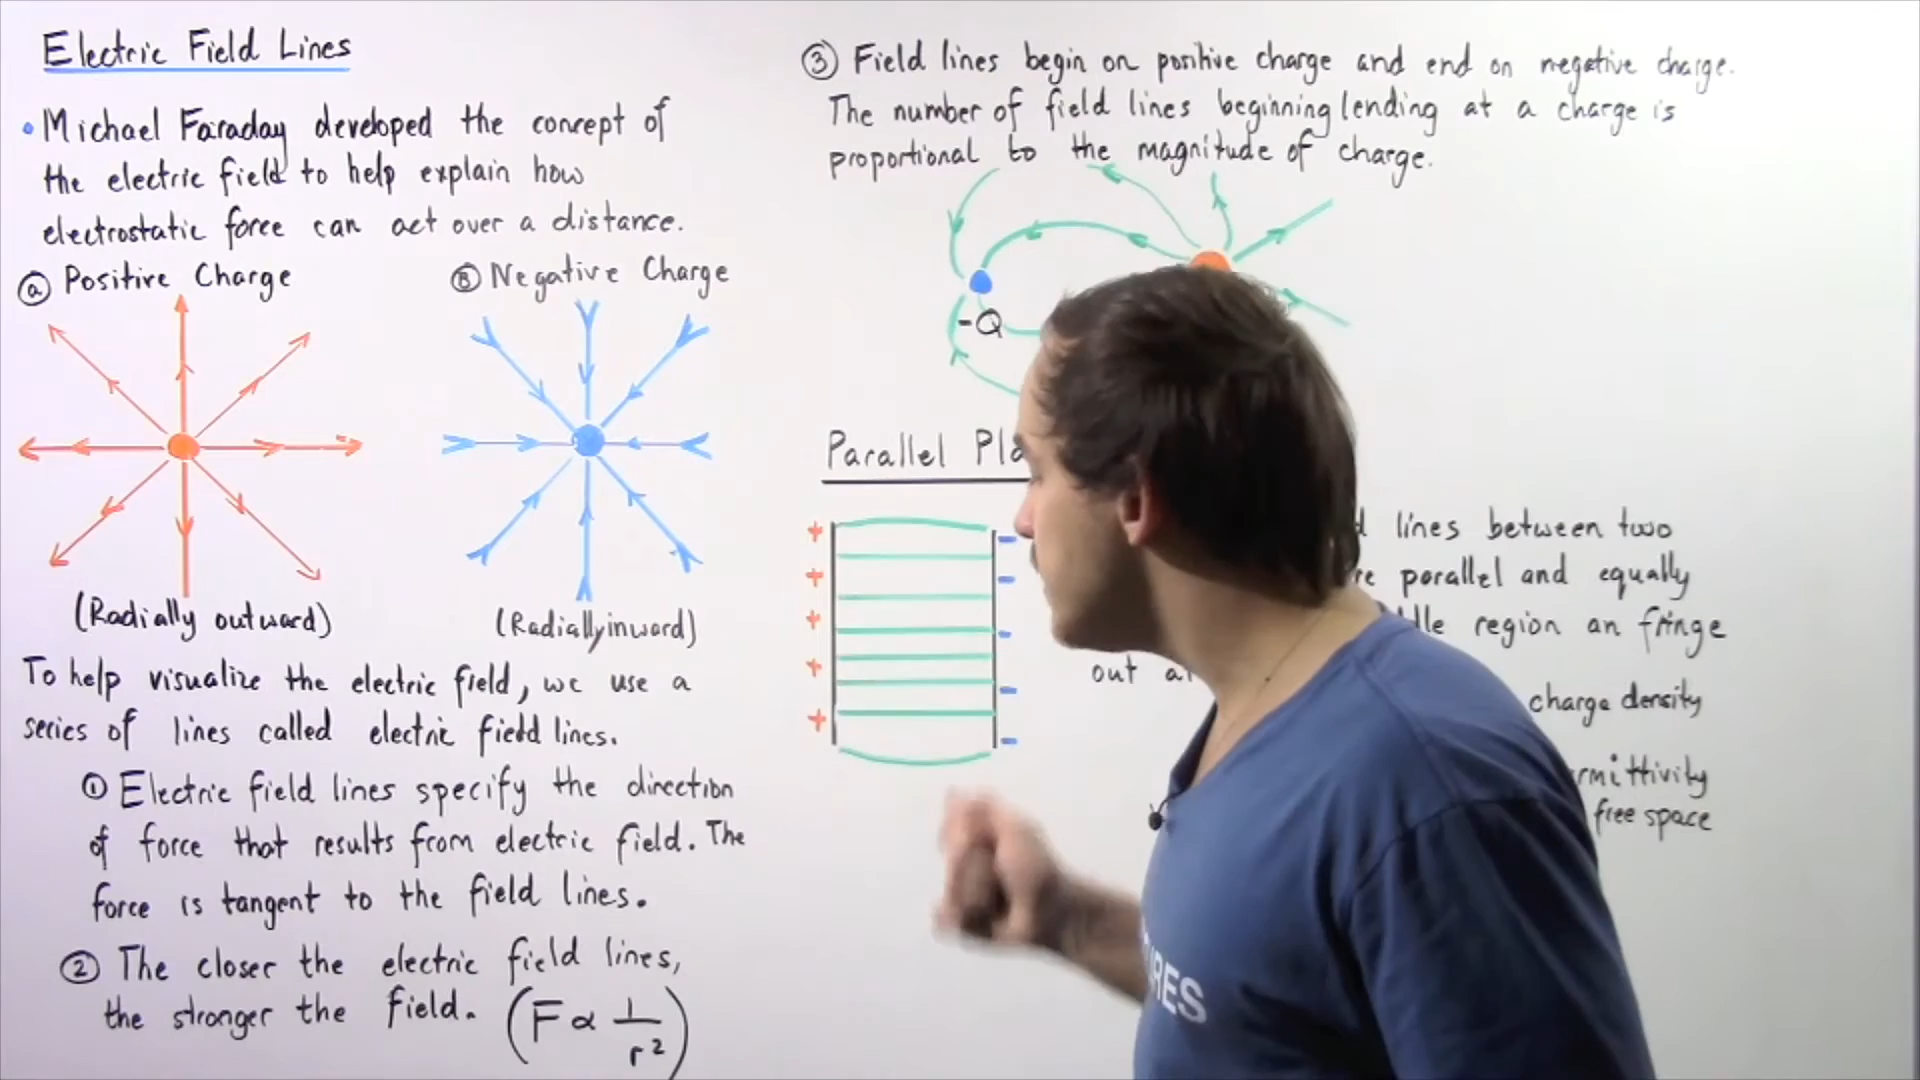 Electric Field Lines
• Michael Faraday developed the concept of
the electric field to help explain how
electrostatic force can act over a distance.
ⓐ Positive Charge
Ⓑ Negative Charge
(Radially outward)
(Radially inward)
To help visualize the electric field, we use a
series of lines called electric field lines.
① Electric field lines specify the direction
of force that results from electric field. The
force is tangent to the field lines.
② The closer the electric field lines,
the stronger the field. (F ∝ 1/r²)
③ Field lines begin on positive charge and end on negative charge.
The number of field lines beginning/ending at a charge is
proportional to the magnitude of charge.
-Q
Parallel
+ -
+ -
+ -
+ -
+ -
lines between two
parallel and equally
region an fringe
out
charge density
free space